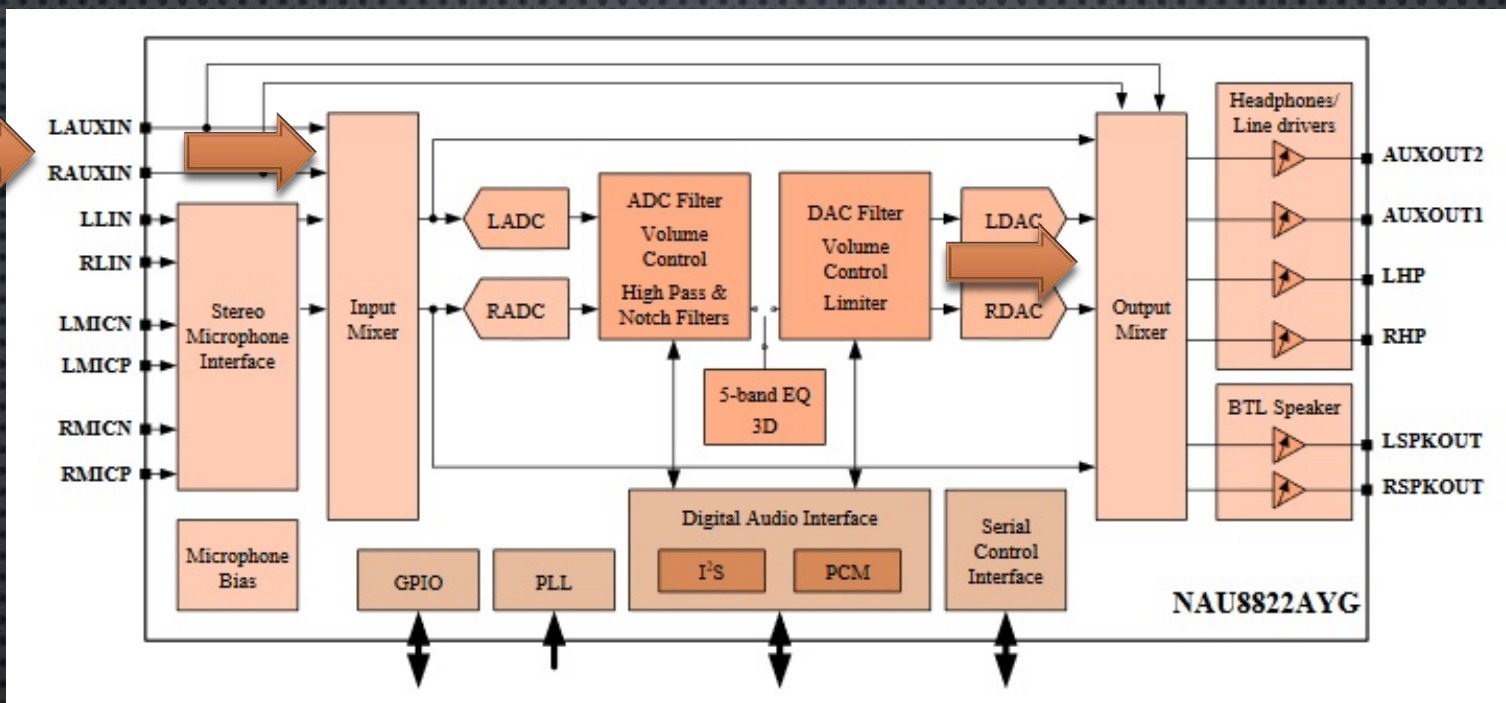 LAUXIN
RAUXIN
LLIN
RLIN
LMICN
LMICP
RMICN
RMICP
Stereo
Microphone
Interface
Microphone
Bias
Input
Mixer
LADC
RADC
ADC Filter
Volume
Control
High Pass &
Notch Filters
5-band EQ
3D
DAC Filter
Volume
Control
Limiter
LDAC
RDAC
Output
Mixer
Headphones/
Line drivers
BTL Speaker
AUXOUT2
AUXOUT1
LHP
RHP
LSPKOUT
RSPKOUT
GPIO
PLL
Digital Audio Interface
I²S
PCM
Serial
Control
Interface
NAU8822AYG